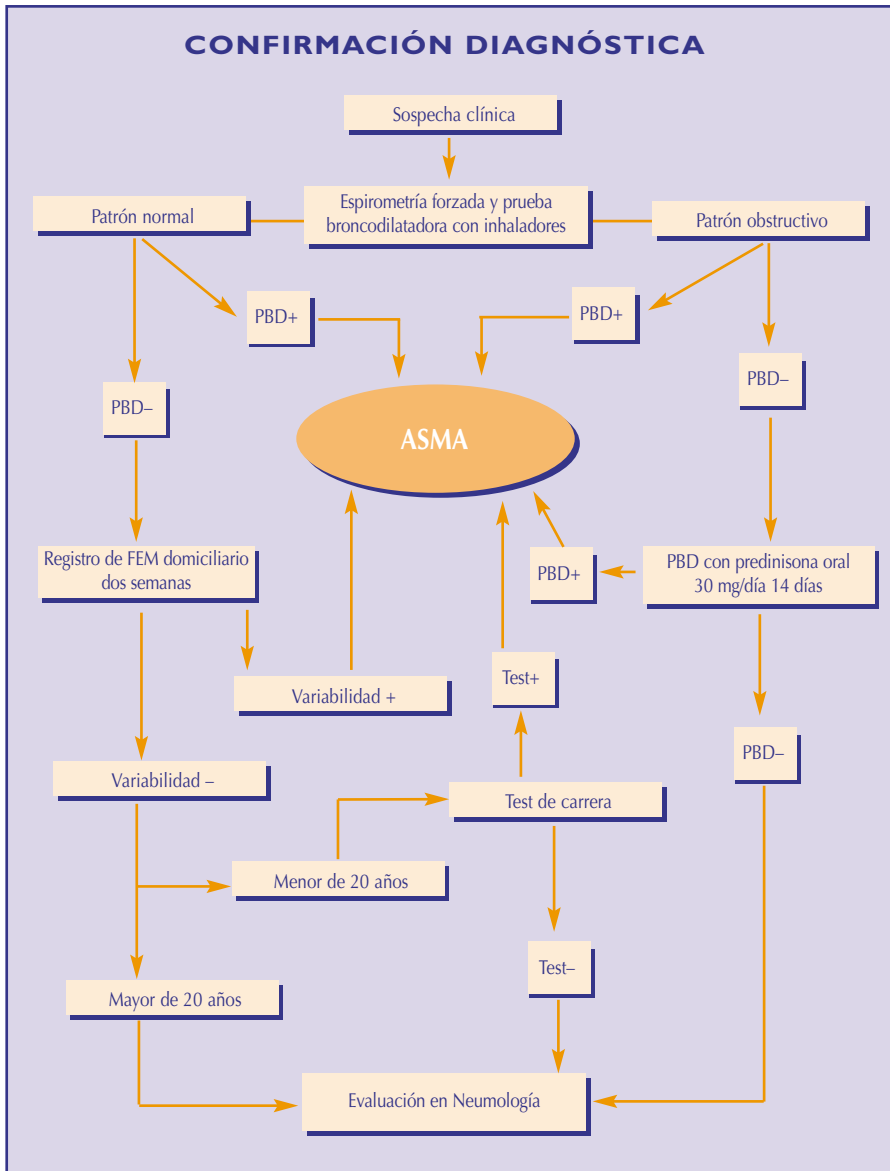 CONFIRMACIÓN DIAGNÓSTICA
Sospecha clínica
Patrón normal
Espirometría forzada y prueba
broncodilatadora con inhaladores
Patrón obstructivo
PBD+
PBD+
PBD–
PBD–
ASMA
Registro de FEM domiciliario
dos semanas
PBD+
PBD con predinisona oral
30 mg/día 14 días
Variabilidad +
Test+
PBD–
Variabilidad –
Test de carrera
Menor de 20 años
Test–
Mayor de 20 años
Evaluación en Neumología